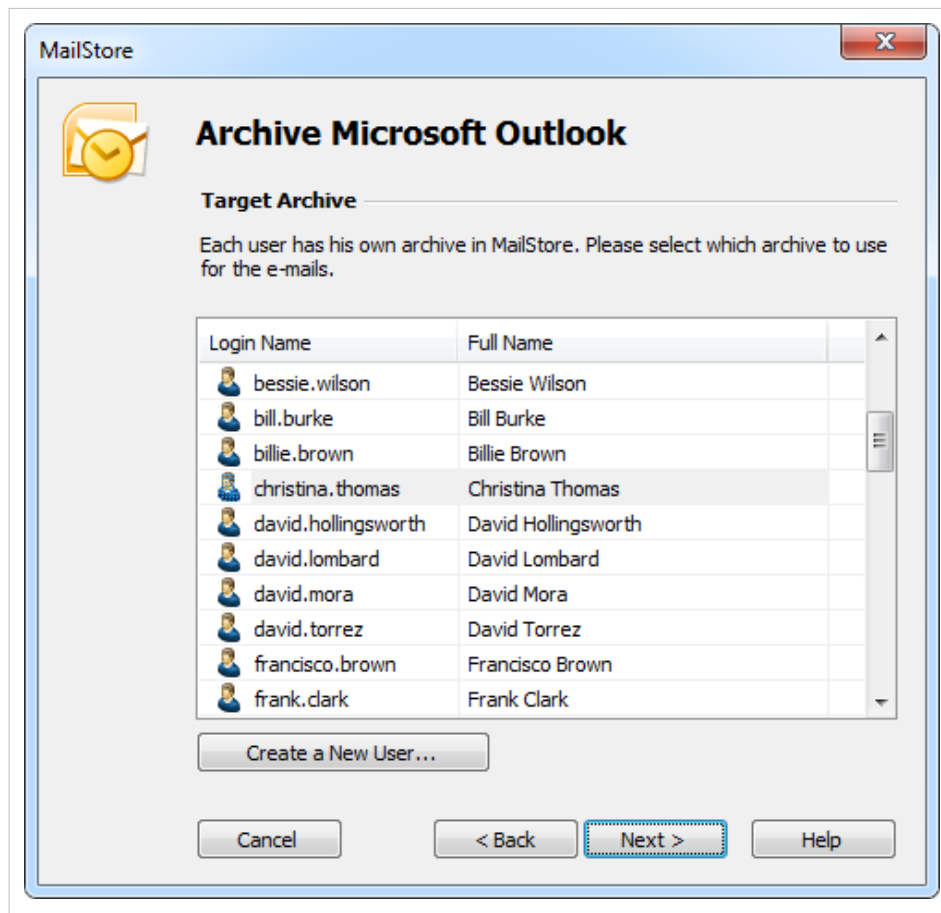 MailStore
Archive Microsoft Outlook
Target Archive
Each user has his own archive in MailStore. Please select which archive to use
for the e-mails.
Login Name Full Name
bessie.wilson Bessie Wilson
bill.burke Bill Burke
billie.brown Billie Brown
christina.thomas Christina Thomas
david.hollingsworth David Hollingsworth
david.lombard David Lombard
david.mora David Mora
david.torrez David Torrez
francisco.brown Francisco Brown
frank.clark Frank Clark
Create a New User...
Cancel < Back Next > Help